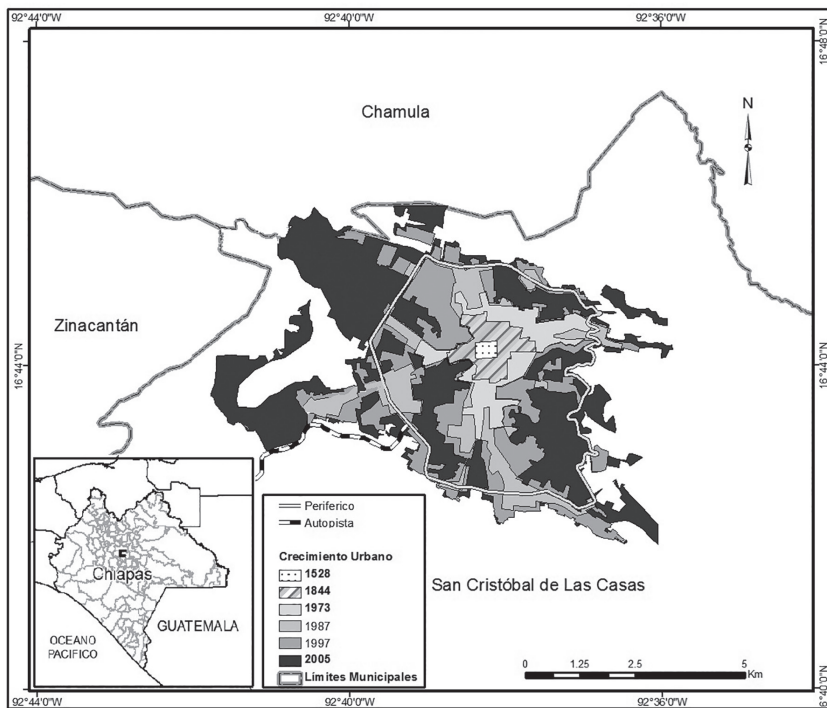 92°44'0"W
92°40'0"W
92°36'0"W
16°48'0"N
Chamula
N
Zinacantán
16°44'0"N
16°44'0"N
Chiapas
GUATEMALA
OCEANO
PACIFICO
Periferico
Autopista
Crecimiento Urbano
1528
1844
1973
1987
1997
2005
Límites Municipales
San Cristóbal de Las Casas
0 1.25 2.5 5
Km
16°40'0"N
92°44'0"W
92°40'0"W
92°36'0"W